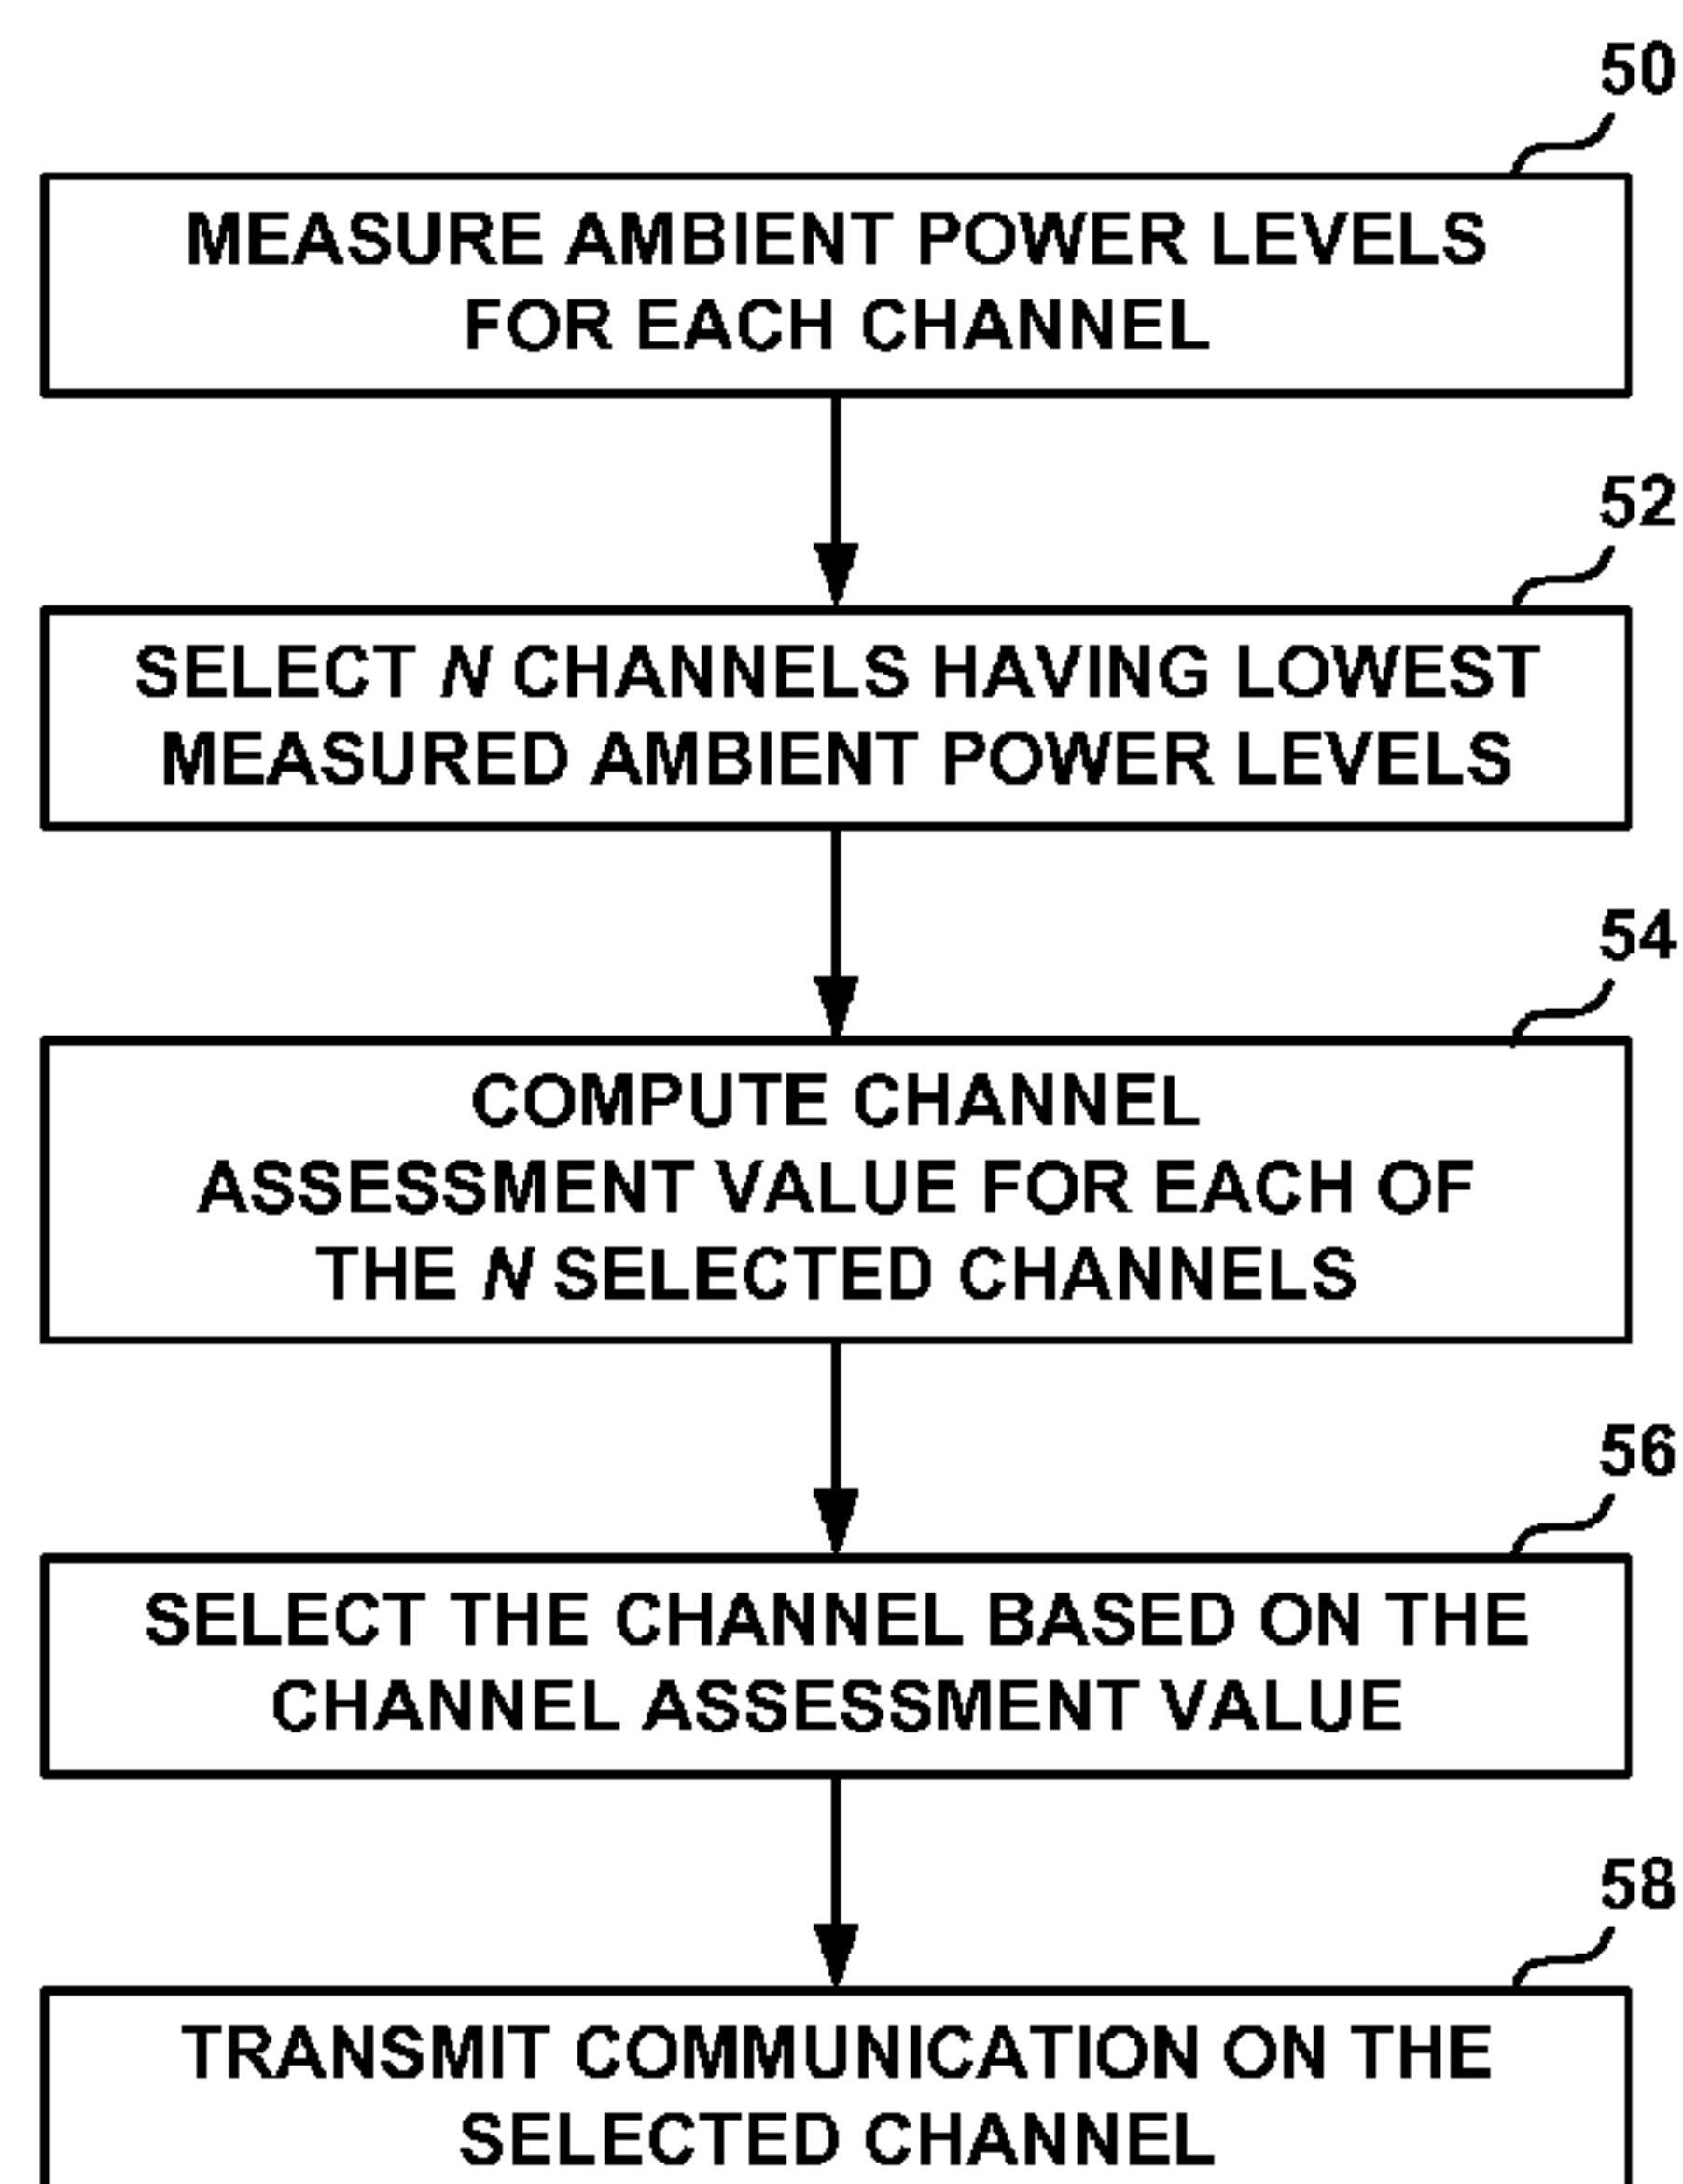 50
MEASURE AMBIENT POWER LEVELS
FOR EACH CHANNEL
52
SELECT N CHANNELS HAVING LOWEST
MEASURED AMBIENT POWER LEVELS
54
COMPUTE CHANNEL
ASSESSMENT VALUE FOR EACH OF
THE N SELECTED CHANNELS
56
SELECT THE CHANNEL BASED ON THE
CHANNEL ASSESSMENT VALUE
58
TRANSMIT COMMUNICATION ON THE
SELECTED CHANNEL